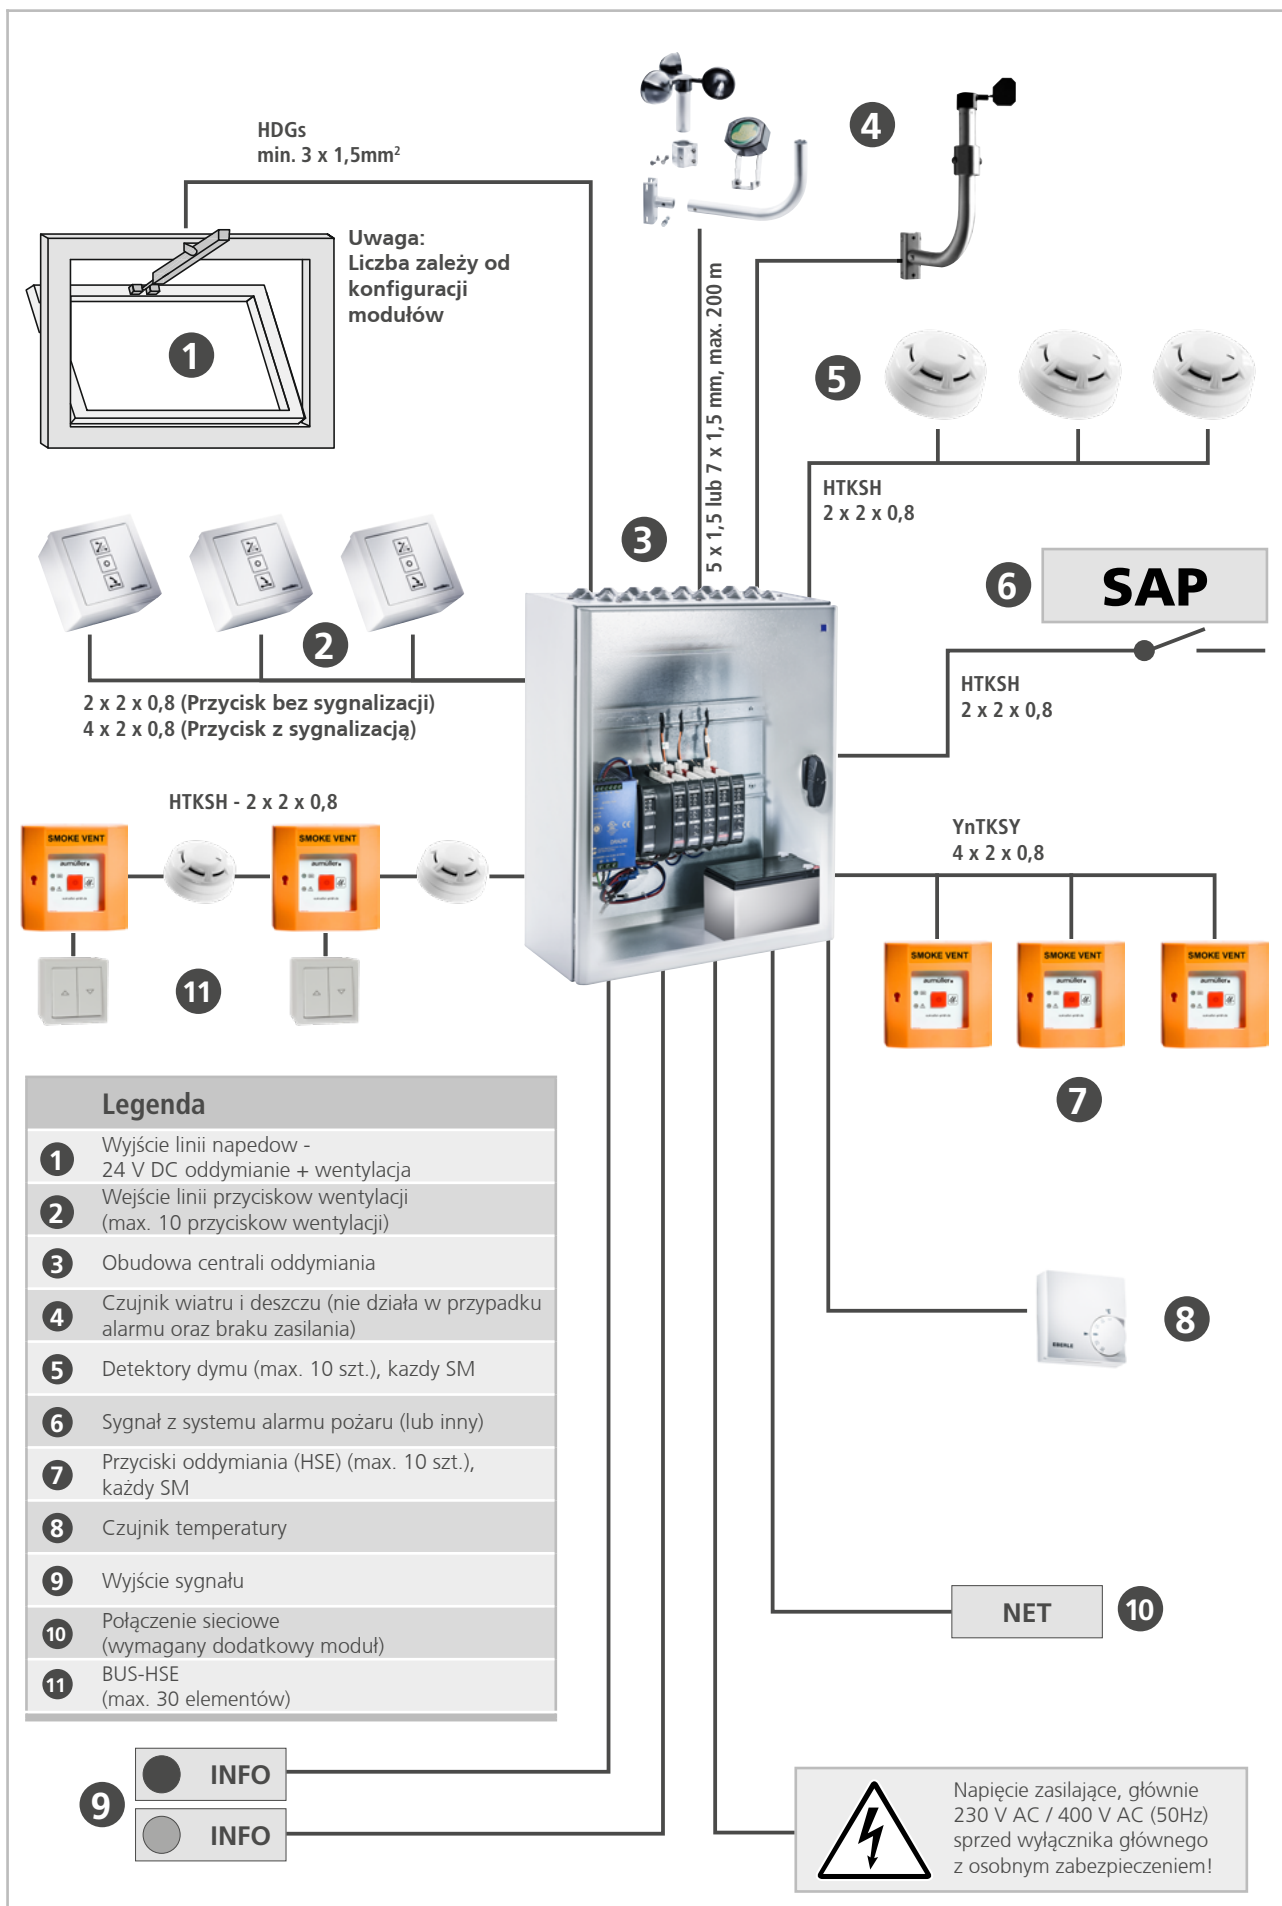 HDGs
min. 3 x 1,5mm²
4
Uwaga:
Liczba zależy od
konfiguracji
modułów
1
5 x 1,5 lub 7 x 1,5 mm, max. 200 m
5
HTKSH
2 x 2 x 0,8
3
6
SAP
HTKSH
2 x 2 x 0,8
2
2 x 2 x 0,8 (Przycisk bez sygnalizacji)
4 x 2 x 0,8 (Przycisk z sygnalizacją)
HTKSH - 2 x 2 x 0,8
SMOKE VENT
aumüller
SMOKE VENT
aumüller
11
YnTKSY
4 x 2 x 0,8
SMOKE VENT
aumüller
SMOKE VENT
aumüller
SMOKE VENT
aumüller
7
Legenda
1 Wyjście linii napedow -
24 V DC oddymianie + wentylacja
2 Wejście linii przyciskow wentylacji
(max. 10 przyciskow wentylacji)
3 Obudowa centrali oddymiania
4 Czujnik wiatru i deszczu (nie działa w przypadku
alarmu oraz braku zasilania)
5 Detektory dymu (max. 10 szt.), kazdy SM
6 Sygnał z systemu alarmu pożaru (lub inny)
7 Przyciski oddymiania (HSE) (max. 10 szt.),
każdy SM
8 Czujnik temperatury
9 Wyjście sygnału
10 Połączenie sieciowe
(wymagany dodatkowy moduł)
11 BUS-HSE
(max. 30 elementów)
EBERLE
8
NET
10
9
INFO
INFO
Napięcie zasilające, głównie
230 V AC / 400 V AC (50Hz)
sprzed wyłącznika głównego
z osobnym zabezpieczeniem!